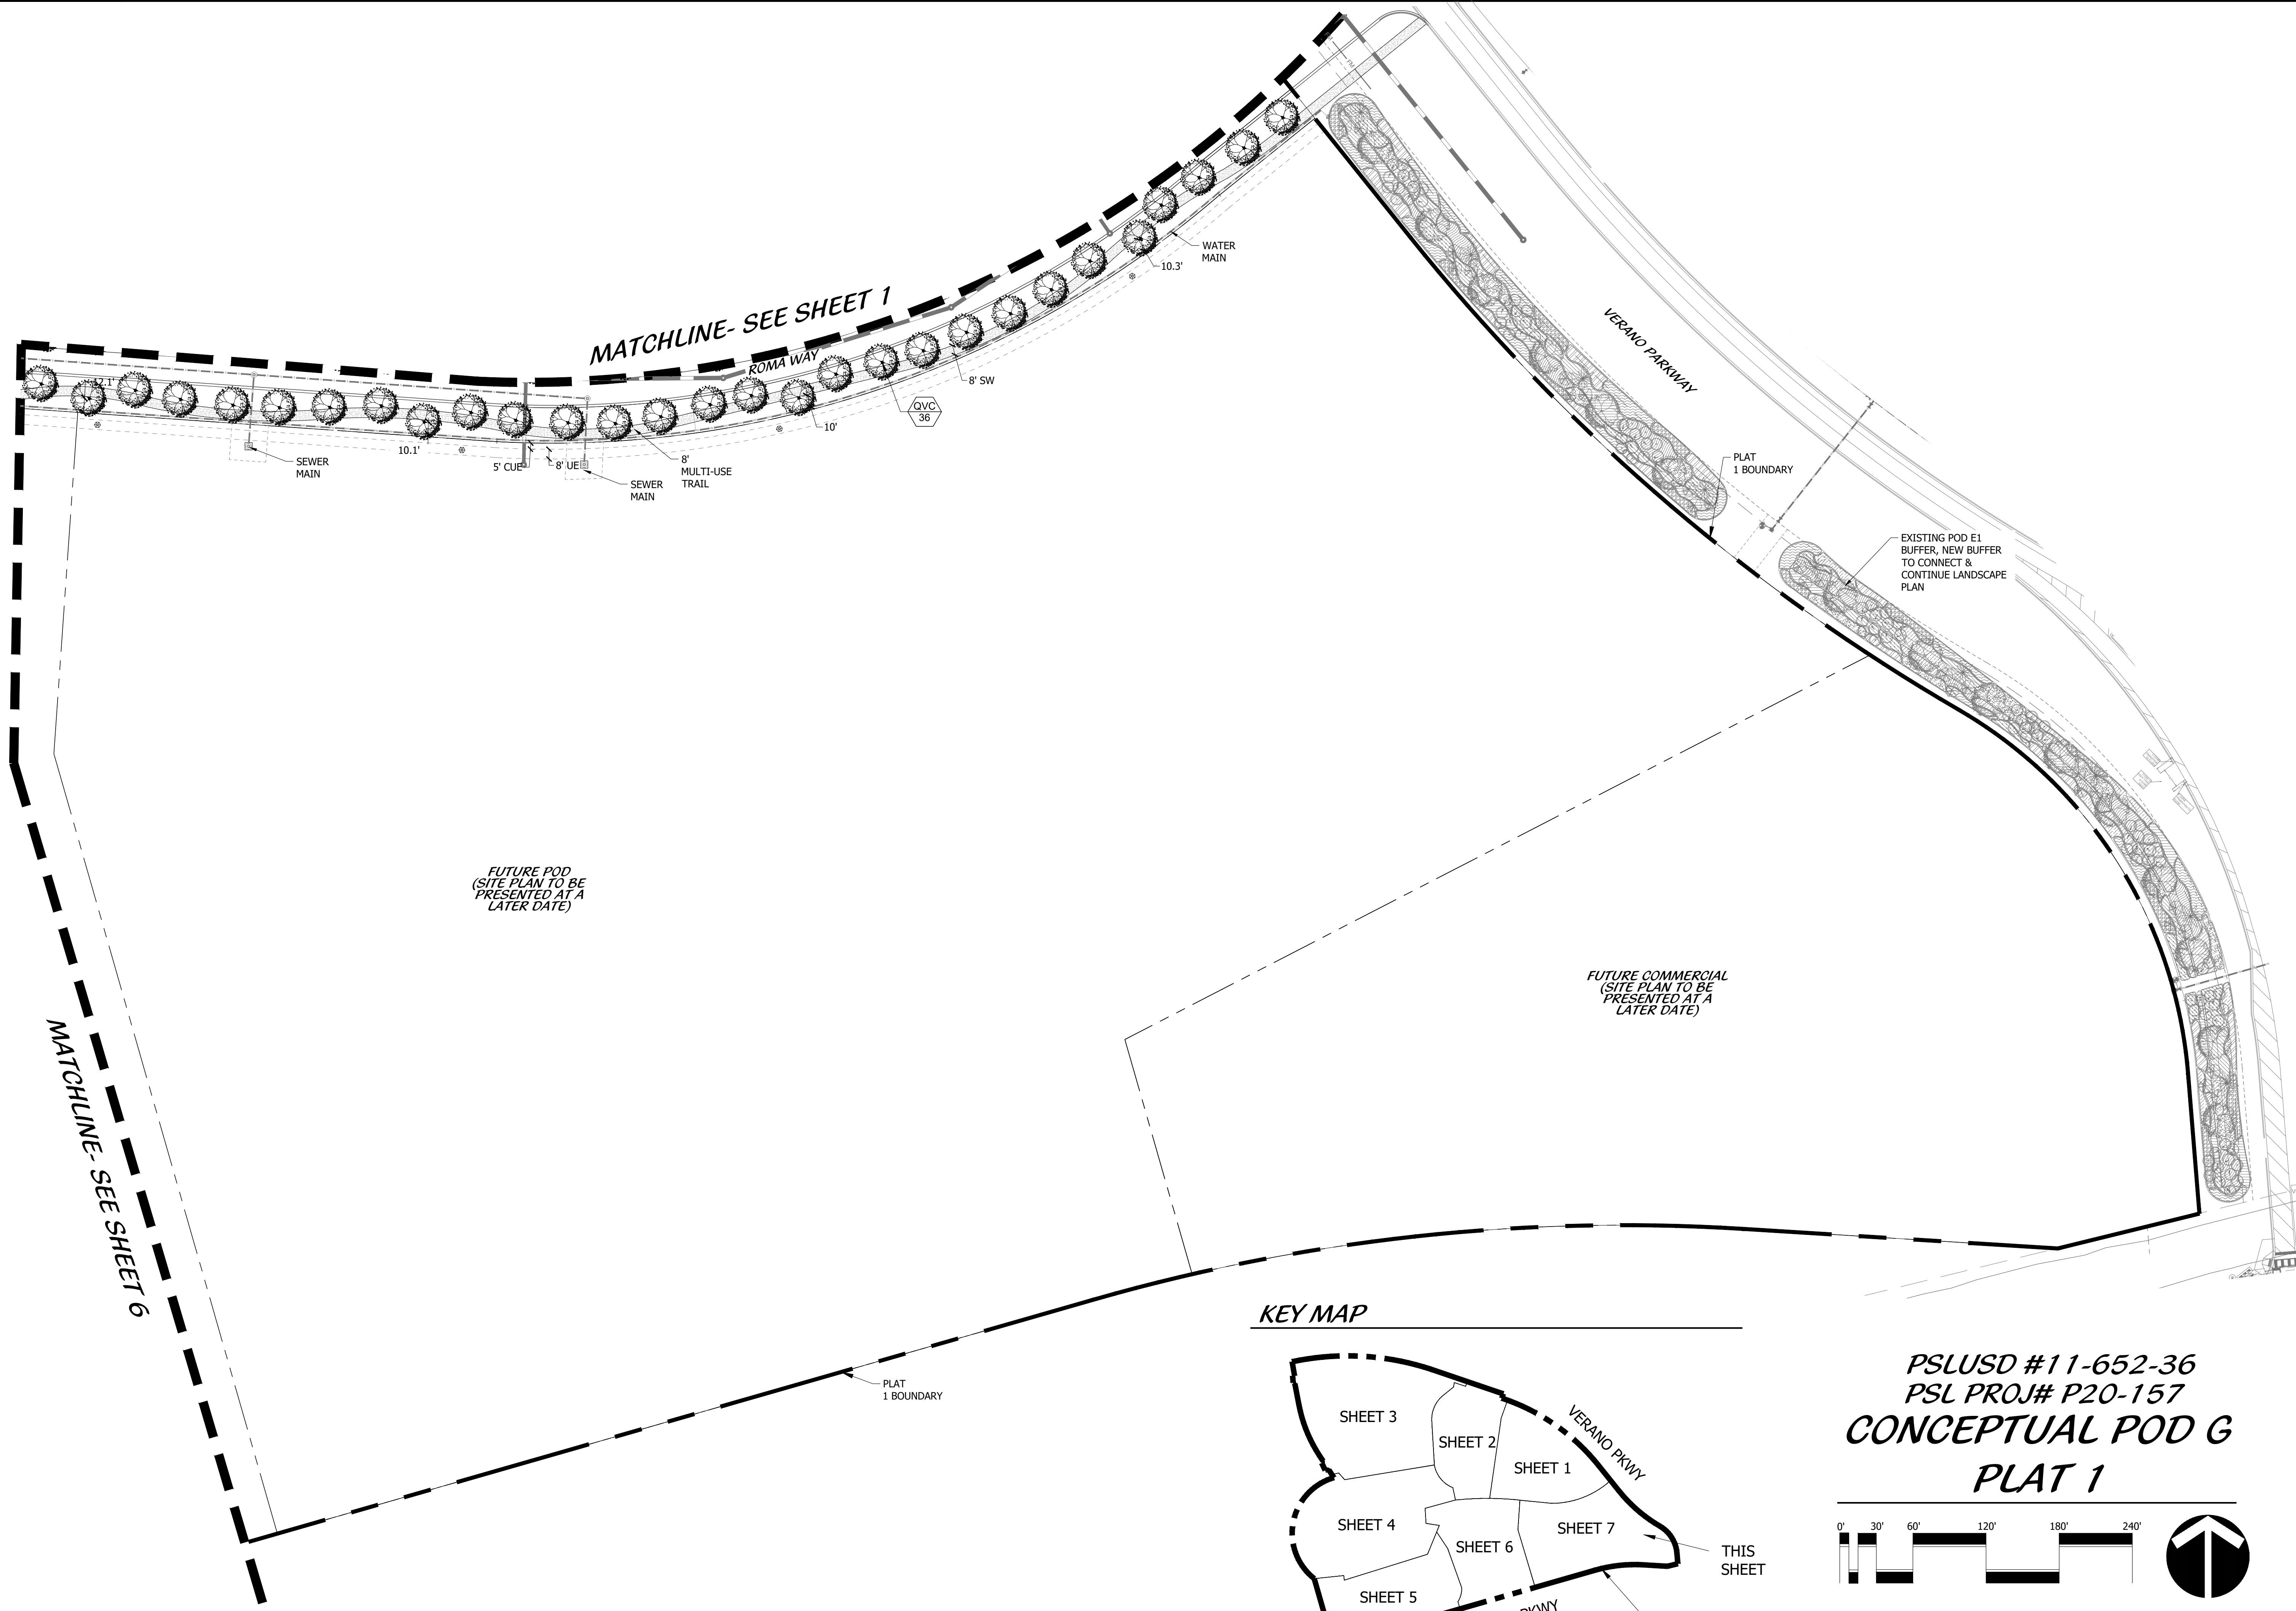 MATCHLINE- SEE SHEET 1
ROMA WAY
WATER
MAIN
10.3'
8' SW
QVC
36
10'
12.1'
10.1'
SEWER
MAIN
5' CUE
8' UE
SEWER
MAIN
8'
MULTI-USE
TRAIL
VERANO PARKWAY
PLAT
1 BOUNDARY
EXISTING POD E1
BUFFER, NEW BUFFER
TO CONNECT &
CONTINUE LANDSCAPE
PLAN
FUTURE POD
(SITE PLAN TO BE
PRESENTED AT A
LATER DATE)
FUTURE COMMERCIAL
(SITE PLAN TO BE
PRESENTED AT A
LATER DATE)
MATCHLINE- SEE SHEET 6
PLAT
1 BOUNDARY
KEY MAP
SHEET 3
SHEET 2
SHEET 1
VERANO PKWY
SHEET 4
SHEET 6
SHEET 7
SHEET 5
THIS
SHEET
PKWY
PSLUSD #11-652-36
PSL PROJ# P20-157
CONCEPTUAL POD G
PLAT 1
0' 30' 60' 120' 180' 240'